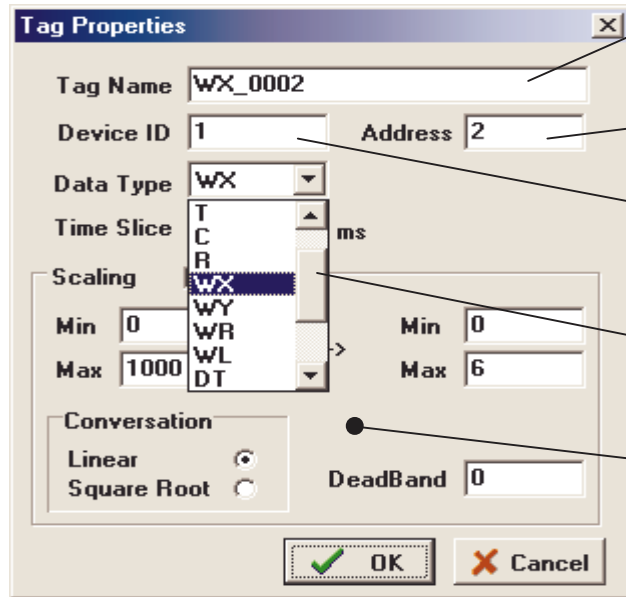 Tag Properties
Tag Name WX_0002
Device ID 1 Address 2
Data Type WX
Time Slice ms
T
C
R
WX
WY
WR
WL
DT
Scaling
Min 0 -> Min 0
Max 1000 Max 6
Conversation
Linear
Square Root
DeadBand 0
OK Cancel